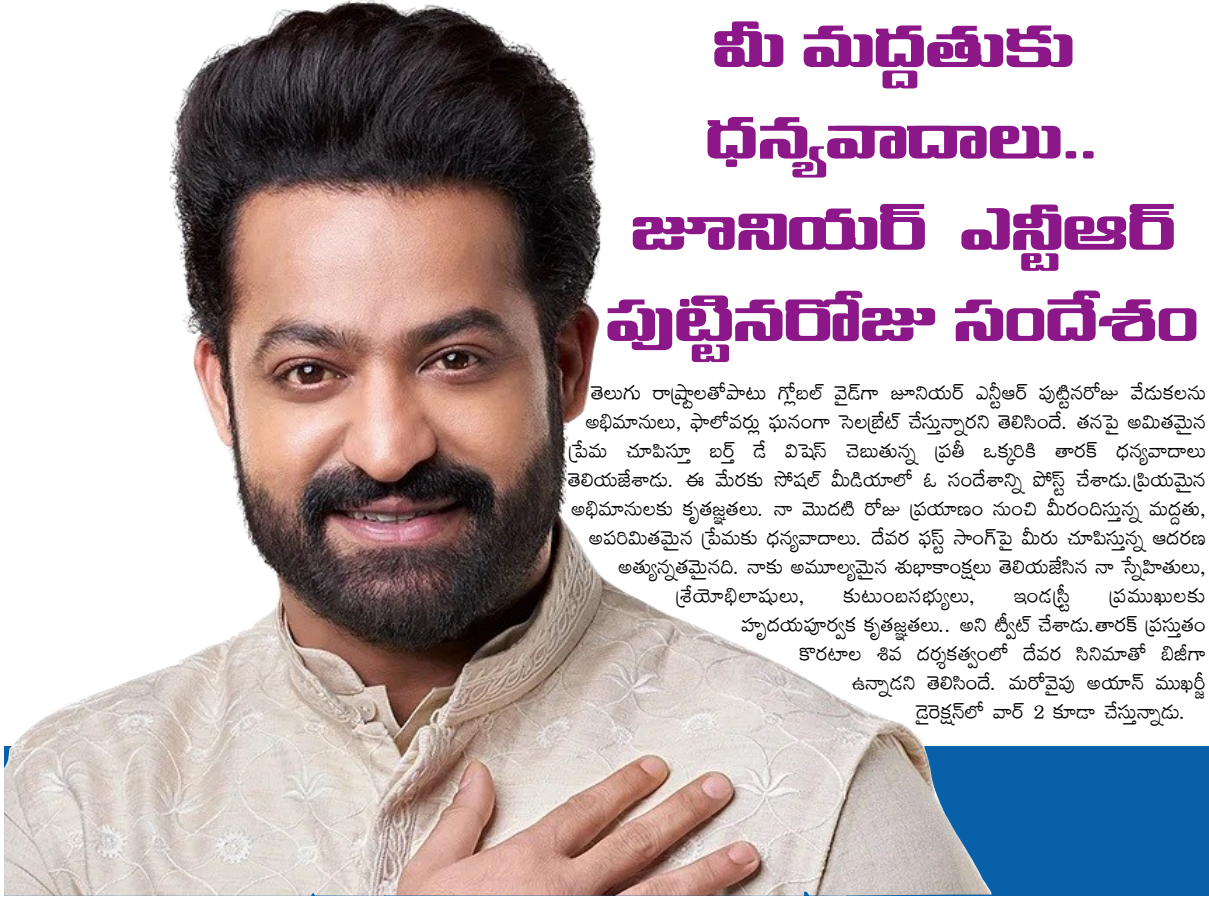 మీ మద్దతుకు
ధన్యవాదాలు..
జూనియర్ ఎన్టీఆర్
పుట్టినరోజు సందేశం
తెలుగు రాష్ట్రాలతోపాటు గ్లోబల్ వైడ్‌గా జూనియర్ ఎన్టీఆర్ పుట్టినరోజు వేడుకలను
అభిమానులు, ఫాలోవర్లు ఘనంగా సెలబ్రేట్ చేస్తున్నారని తెలిసిందే. తనపై అమితమైన
ప్రేమ చూపిస్తూ బర్త్ డే విషెస్ చెబుతున్న ప్రతీ ఒక్కరికి తారక్ ధన్యవాదాలు
తెలియజేశాడు. ఈ మేరకు సోషల్ మీడియాలో ఓ సందేశాన్ని పోస్ట్ చేశాడు.ప్రియమైన
అభిమానులకు కృతజ్ఞతలు. నా మొదటి రోజు ప్రయాణం నుంచి మీరందిస్తున్న మద్దతు,
అపరిమితమైన ప్రేమకు ధన్యవాదాలు. దేవర ఫస్ట్ సాంగ్‌పై మీరు చూపిస్తున్న ఆదరణ
అత్యున్నతమైనది. నాకు అమూల్యమైన శుభాకాంక్షలు తెలియజేసిన నా స్నేహితులు,
శ్రేయోభిలాషులు, కుటుంబసభ్యులు, ఇండస్ట్రీ ప్రముఖులకు
హృదయపూర్వక కృతజ్ఞతలు.. అని ట్వీట్ చేశాడు.తారక్ ప్రస్తుతం
కొరటాల శివ దర్శకత్వంలో దేవర సినిమాతో బిజీగా
ఉన్నాడని తెలిసిందే. మరోవైపు అయాన్ ముఖర్జీ
డైరెక్షన్‌లో వార్ 2 కూడా చేస్తున్నాడు.